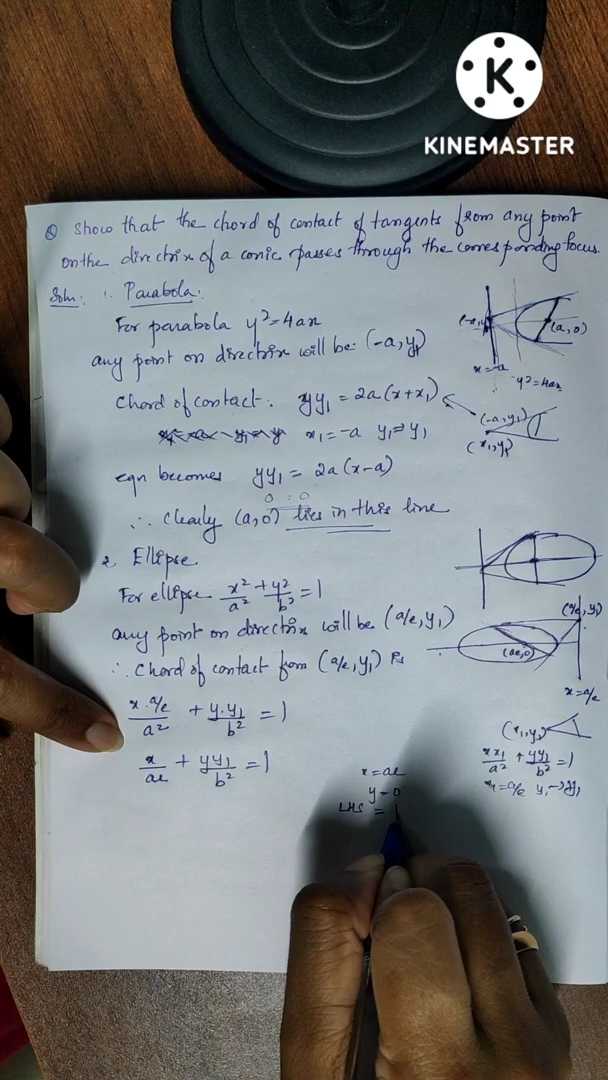 K
KINEMASTER
Q Show that the chord of contact of tangents from any point
on the directrix of a conic passes through the corresponding focus.
Soln: 1. Parabola.
For parabola y²=4ax
any point on directrix will be (-a, y₁)
Chord of contact: yy₁ = 2a(x+x₁)
x₁=-a y₁=y₁
eqn becomes yy₁ = 2a(x-a)
0 = 0
∴ clearly (a,0) lies in this line
(a,0)
x=-a
y²=4ax
(-a,y₁)
(x₁,y₁)
2. Ellipse
For ellipse x²/a² + y²/b² = 1
any point on directrix will be (a/e, y₁)
∴ Chord of contact from (a/e, y₁) is
x·a/e / a² + y·y₁/b² = 1
x/ae + yy₁/b² = 1
(a/e, y₁)
(ae,0)
x=a/e
(x₁,y₁)
xx₁/a² + yy₁/b² = 1
x₁=a/e y₁→y₁
x=ae
y=0
LHS = 1